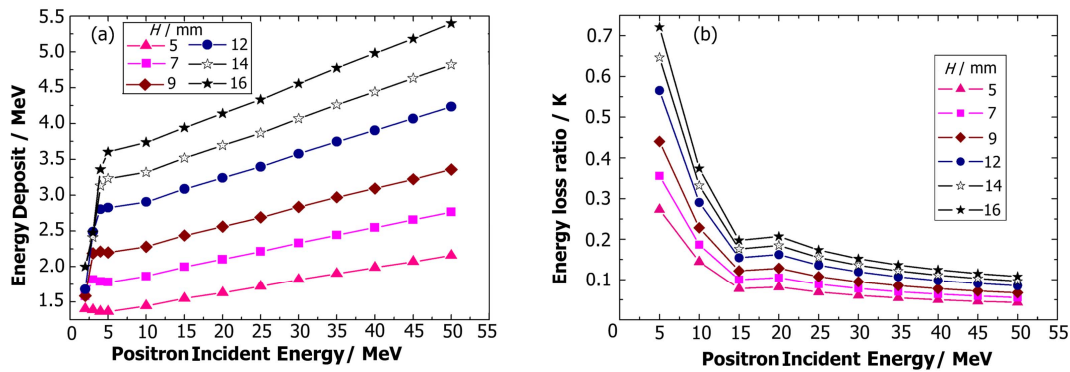 (a)
H / mm
5 12
7 14
9 16
Energy Deposit / MeV
5.5
5.0
4.5
4.0
3.5
3.0
2.5
2.0
1.5
5 10 15 20 25 30 35 40 45 50 55
Positron Incident Energy/ MeV
(b)
H / mm
5
7
9
12
14
16
Energy loss ratio / K
0.7
0.6
0.5
0.4
0.3
0.2
0.1
0 5 10 15 20 25 30 35 40 45 50 55
Positron Incident Energy/ MeV